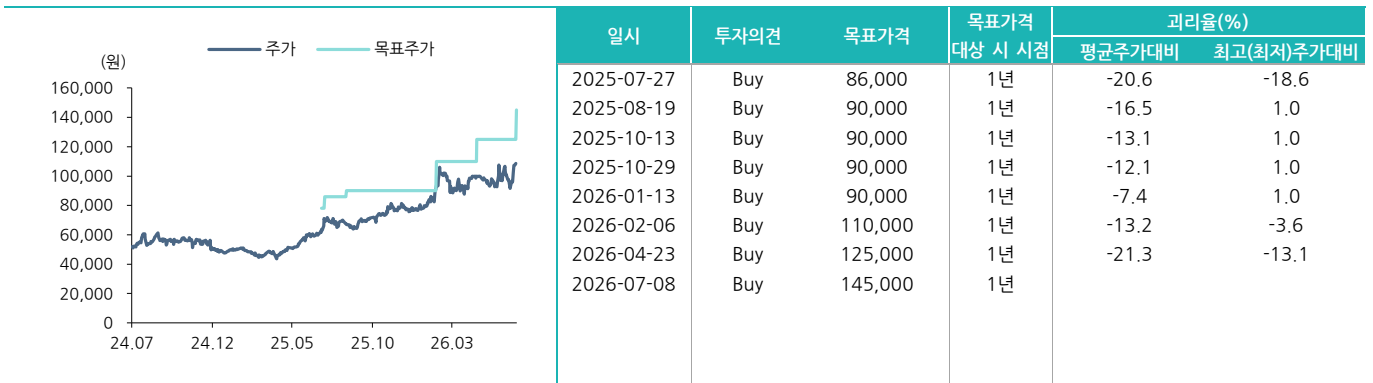 주가 목표주가
(원)
160,000
140,000
120,000
100,000
80,000
60,000
40,000
20,000
0
24.07 24.12 25.05 25.10 26.03
일시 투자의견 목표가격 목표가격 대상 시 시점 괴리율(%)
평균주가대비 최고(최저)주가대비
2025-07-27 Buy 86,000 1년 -20.6 -18.6
2025-08-19 Buy 90,000 1년 -16.5 1.0
2025-10-13 Buy 90,000 1년 -13.1 1.0
2025-10-29 Buy 90,000 1년 -12.1 1.0
2026-01-13 Buy 90,000 1년 -7.4 1.0
2026-02-06 Buy 110,000 1년 -13.2 -3.6
2026-04-23 Buy 125,000 1년 -21.3 -13.1
2026-07-08 Buy 145,000 1년